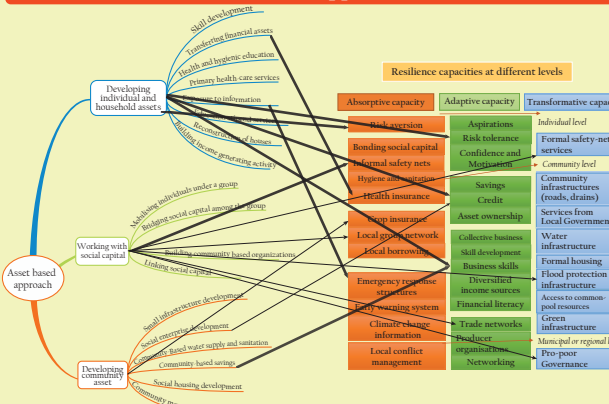 Asset based
approach
Developing
individual and
household assets
Skill development
Transferring financial assets
Health and hygienic education
Primary health care services
to information
Reconstruction of houses
Building income generating activity
Working with
social capital
Mobilising individuals under a group
Bridging social capital among the group
Building community based organizations
Linking social capital
Developing
community
asset
Small infrastructure development
Social enterprise development
Community-Based water supply and sanitation
Community-based savings
Social housing development
Community
Resilience capacities at different levels
Absorptive capacity
Risk aversion
Bonding social capital
Informal safety nets
Hygiene and sanitation
Health insurance
Crop insurance
Local group network
Local borrowing
Emergency response
structures
Early warning system
Climate change
information
Local conflict
management
Adaptive capacity
Aspirations
Risk tolerance
Confidence and
Motivation
Savings
Credit
Asset ownership
Collective business
Skill development
Business skills
Diversified
income sources
Financial literacy
Trade networks
Producer
organisations
Networking
Transformative capac
Individual level
Formal safety-net
services
Community level
Community
infrastructures
(roads, drains)
Services from
Local Government
Water
infrastructure
Formal housing
Flood protection
infrastructure
Access to common-
pool resources
Green
infrastructure
Municipal or regional l
Pro-poor
Governance